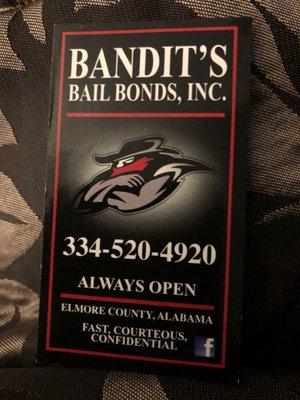 BANDIT'S
BAIL BONDS, INC.
334-520-4920
ALWAYS OPEN
ELMORE COUNTY, ALABAMA
FAST, COURTEOUS,
CONFIDENTIAL
f